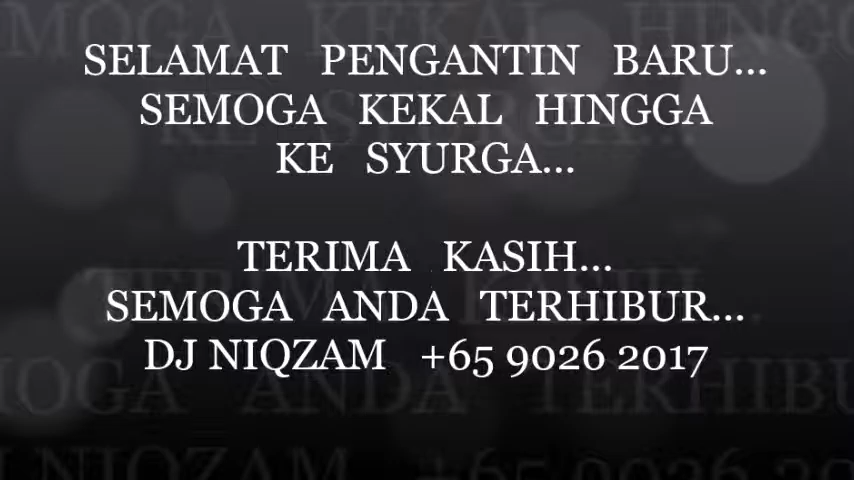 SELAMAT PENGANTIN BARU...
SEMOGA KEKAL HINGGA
KE SYURGA...
TERIMA KASIH...
SEMOGA ANDA TERHIBUR...
DJ NIQZAM +65 9026 2017